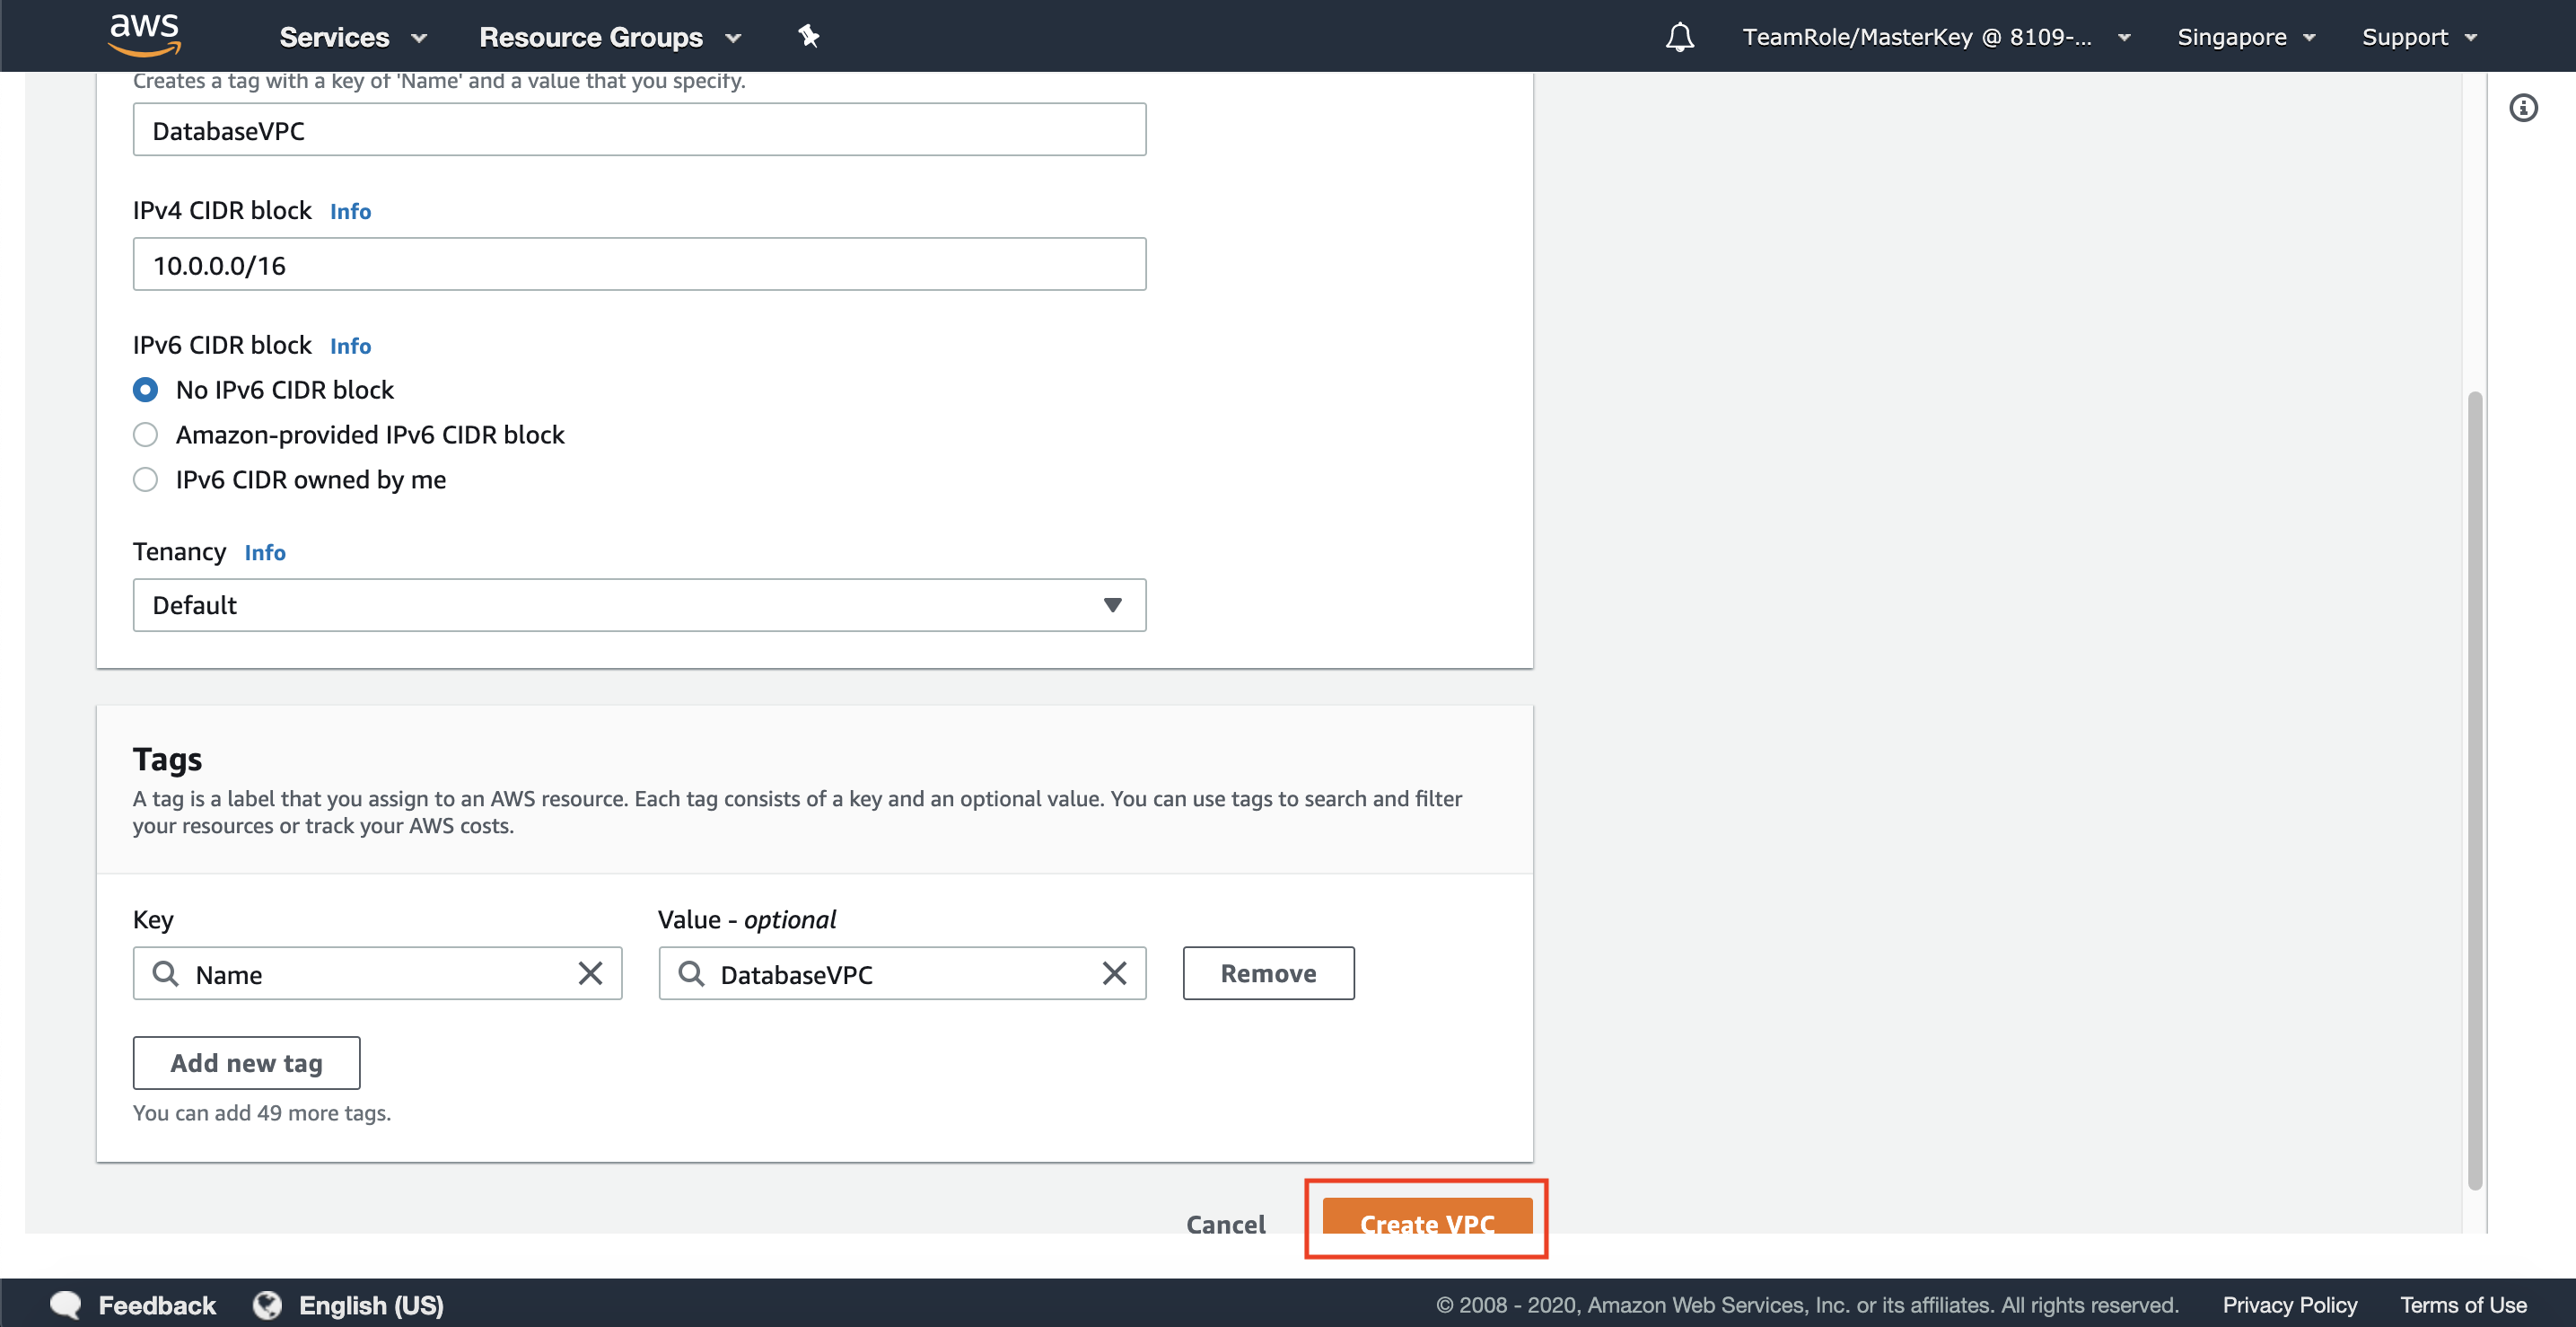 aws Services Resource Groups TeamRole/MasterKey @ 8109-... Singapore Support
Creates a tag with a key of 'Name' and a value that you specify.
DatabaseVPC
IPv4 CIDR block Info
10.0.0.0/16
IPv6 CIDR block Info
No IPv6 CIDR block
Amazon-provided IPv6 CIDR block
IPv6 CIDR owned by me
Tenancy Info
Default
Tags
A tag is a label that you assign to an AWS resource. Each tag consists of a key and an optional value. You can use tags to search and filter
your resources or track your AWS costs.
Key Value - optional
Name DatabaseVPC Remove
Add new tag
You can add 49 more tags.
Cancel Create VPC
Feedback English (US) © 2008 - 2020, Amazon Web Services, Inc. or its affiliates. All rights reserved. Privacy Policy Terms of Use